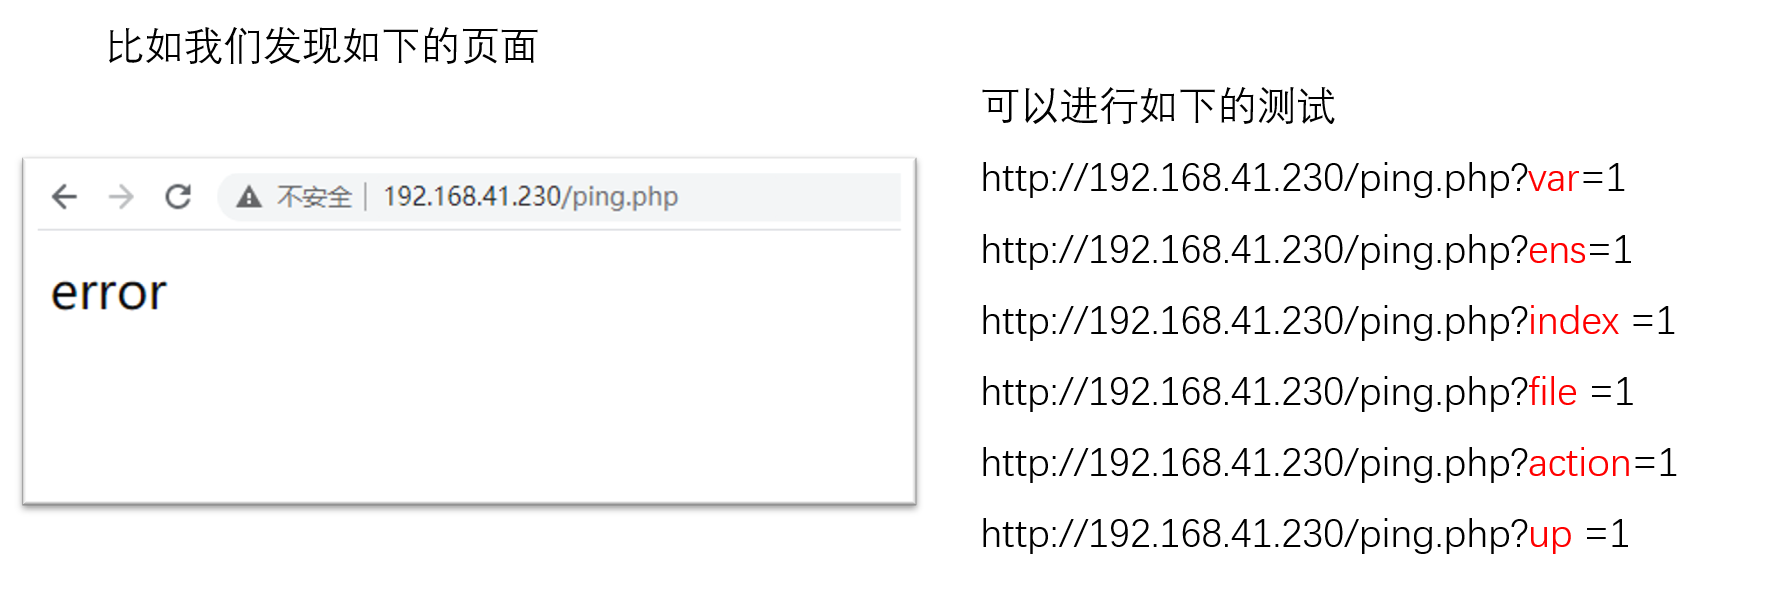 比如我们发现如下的页面
不安全 | 192.168.41.230/ping.php
error
可以进行如下的测试
http://192.168.41.230/ping.php?var=1
http://192.168.41.230/ping.php?ens=1
http://192.168.41.230/ping.php?index =1
http://192.168.41.230/ping.php?file =1
http://192.168.41.230/ping.php?action=1
http://192.168.41.230/ping.php?up =1